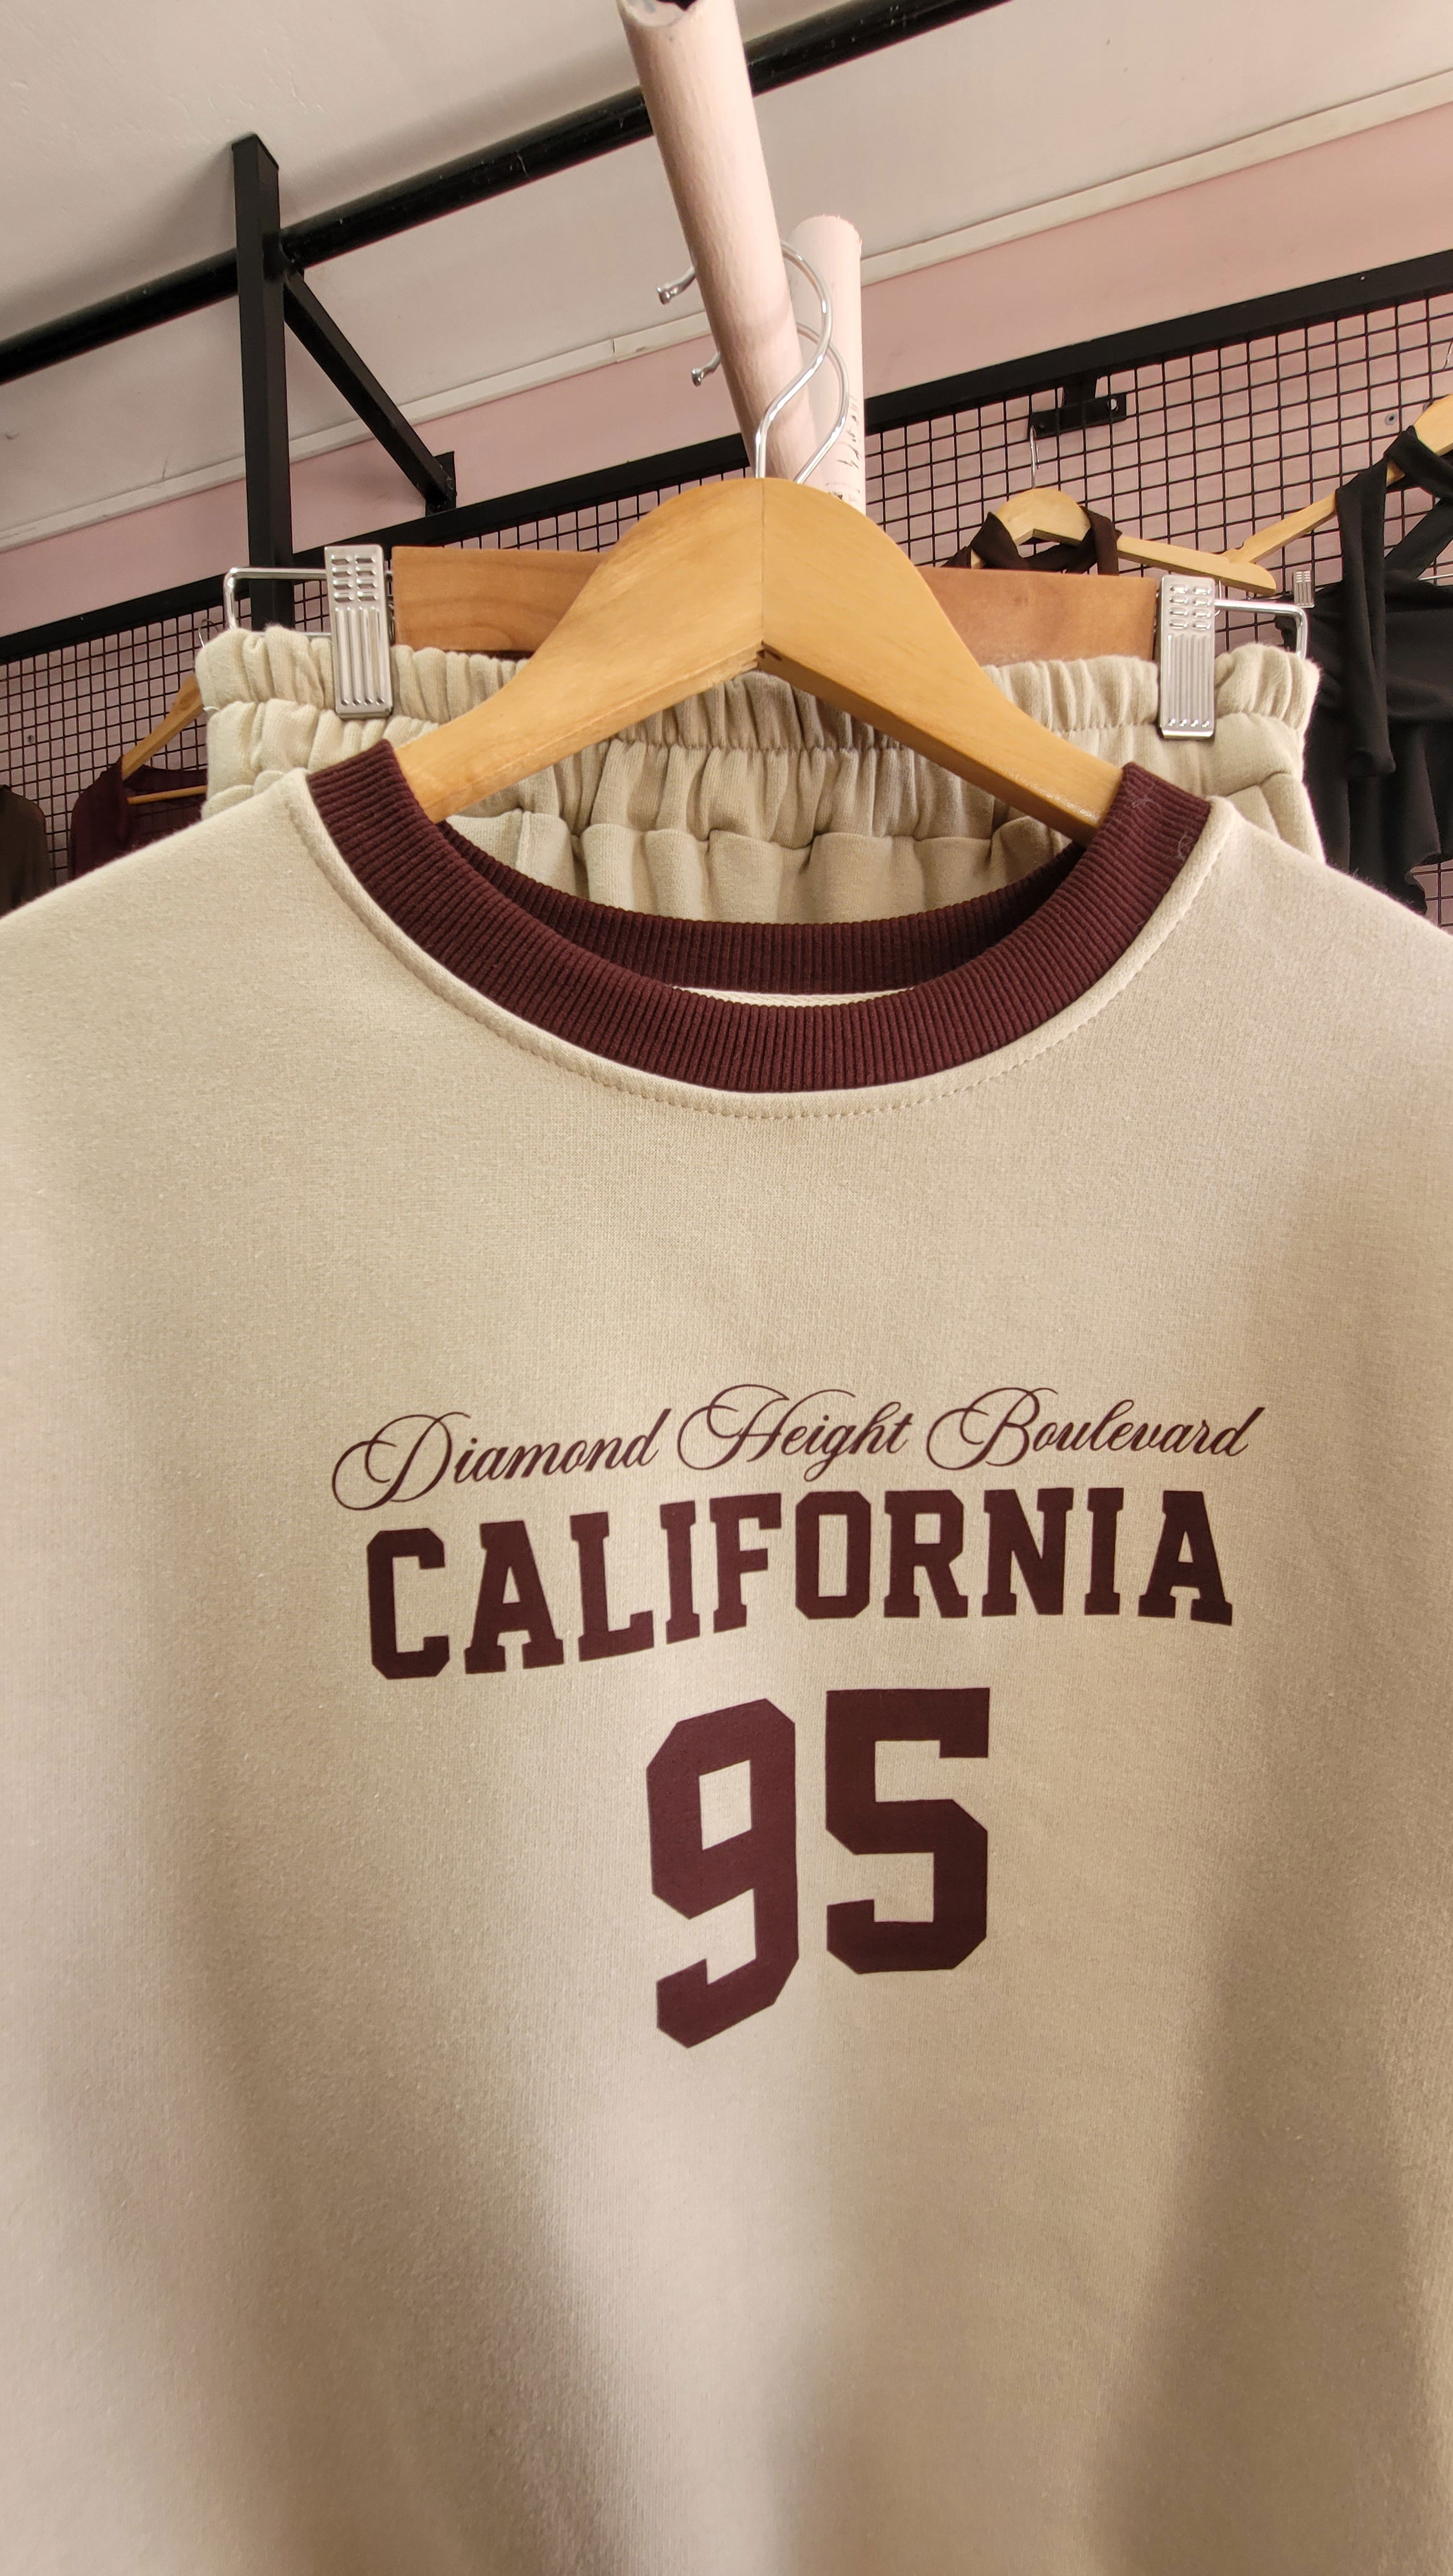 Diamond Height Boulevard
CALIFORNIA
95